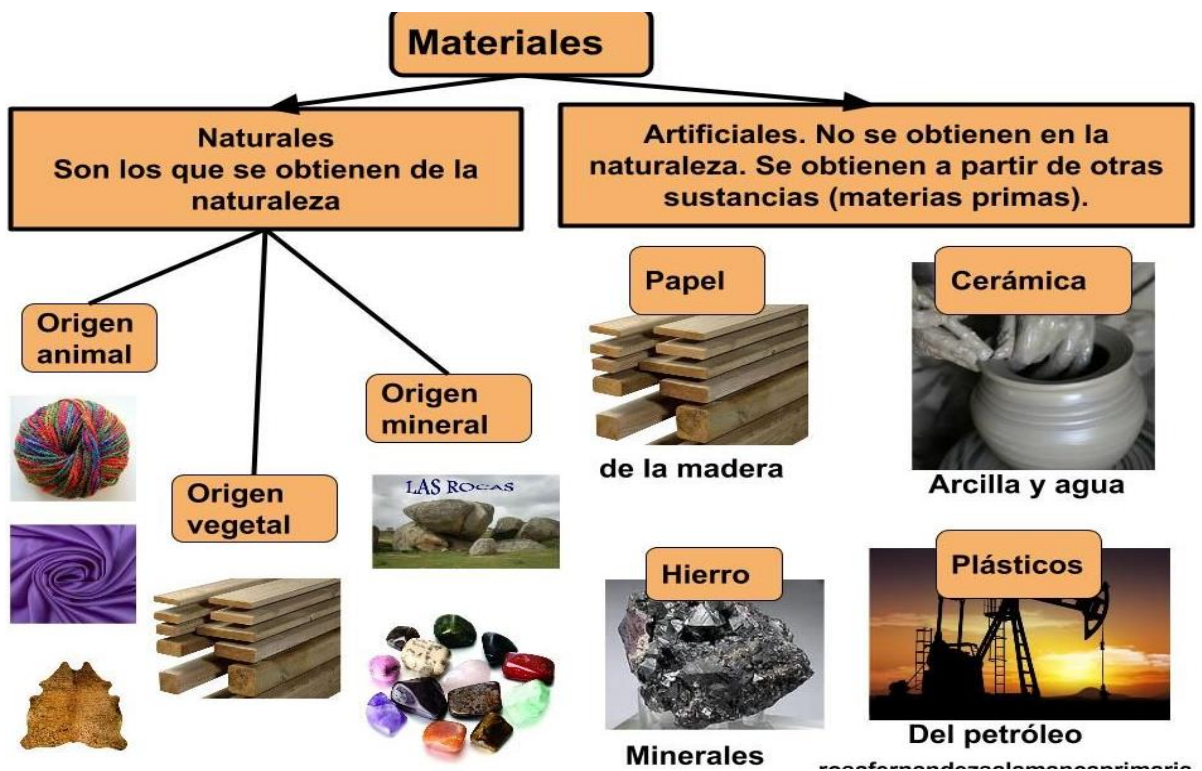 Materiales
Naturales
Son los que se obtienen de la
naturaleza
Artificiales. No se obtienen en la
naturaleza. Se obtienen a partir de otras
sustancias (materias primas).
Origen
animal
Origen
vegetal
Origen
mineral
LAS ROCAS
Papel
de la madera
Cerámica
Arcilla y agua
Hierro
Minerales
Plásticos
Del petróleo